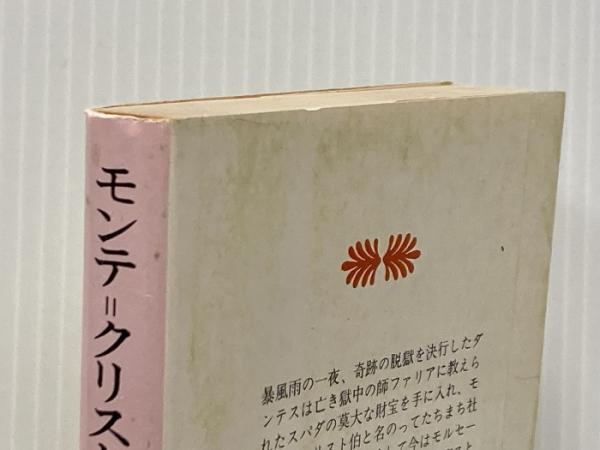 モンテ=クリスト
暴風雨の一夜、奇跡の脱獄を決行したダ
ンテスは亡き獄中の師ファリアに教えら
れたスパダの莫大な財宝を手に入れ、モ
リスト伯と名のってたちまち社
して今はモルセー